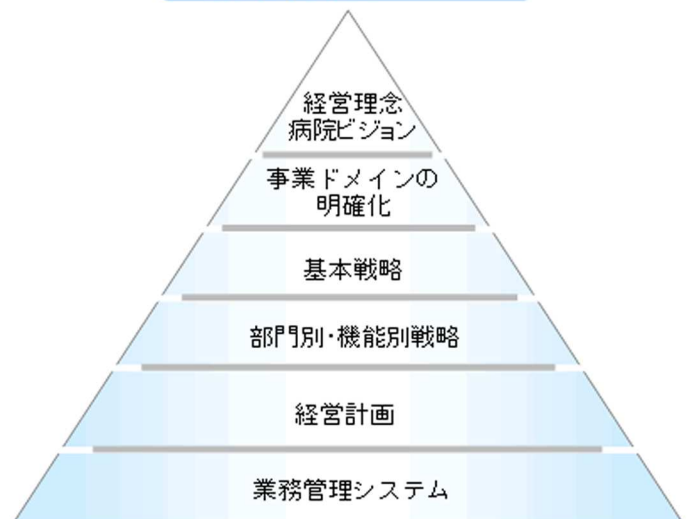 経営理念
病院ビジョン
事業ドメインの
明確化
基本戦略
部門別･機能別戦略
経営計画
業務管理システム